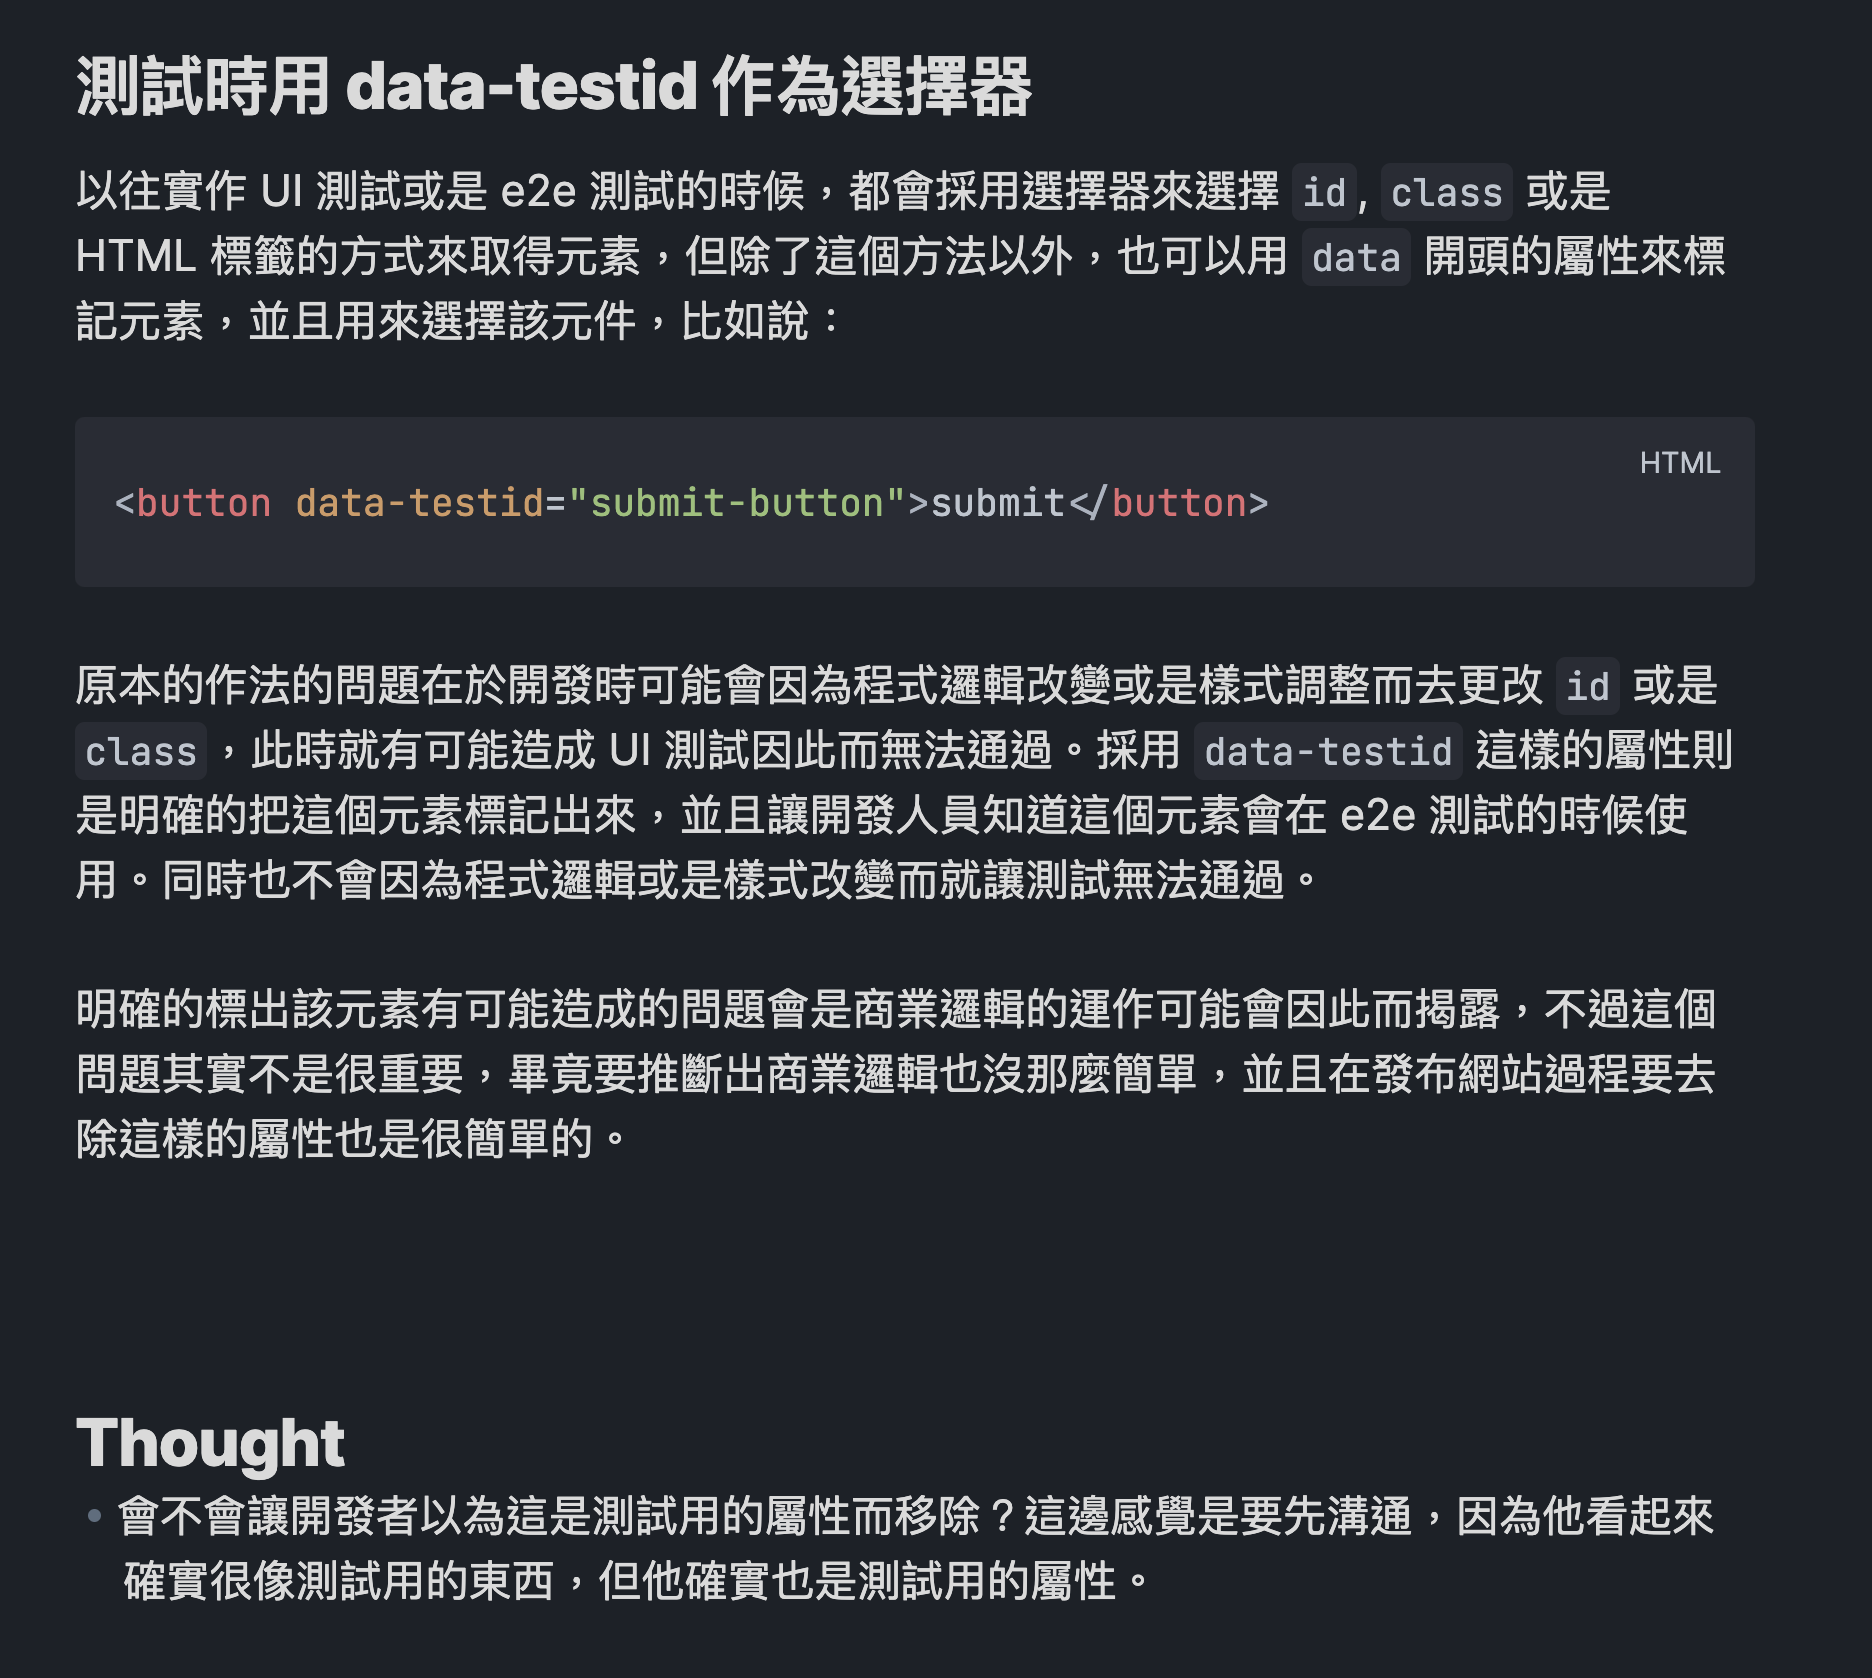 測試時用 data-testid 作為選擇器
以往實作 UI 測試或是 e2e 測試的時候，都會採用選擇器來選擇 id, class 或是
HTML 標籤的方式來取得元素，但除了這個方法以外，也可以用 data 開頭的屬性來標
記元素，並且用來選擇該元件，比如說：
HTML
<button data-testid="submit-button">submit</button>
原本的作法的問題在於開發時可能會因為程式邏輯改變或是樣式調整而去更改 id 或是
class，此時就有可能造成 UI 測試因此而無法通過。採用 data-testid 這樣的屬性則
是明確的把這個元素標記出來，並且讓開發人員知道這個元素會在 e2e 測試的時候使
用。同時也不會因為程式邏輯或是樣式改變而就讓測試無法通過。
明確的標出該元素有可能造成的問題會是商業邏輯的運作可能會因此而揭露，不過這個
問題其實不是很重要，畢竟要推斷出商業邏輯也沒那麼簡單，並且在發布網站過程要去
除這樣的屬性也是很簡單的。
Thought
• 會不會讓開發者以為這是測試用的屬性而移除？這邊感覺是要先溝通，因為他看起來
確實很像測試用的東西，但他確實也是測試用的屬性。